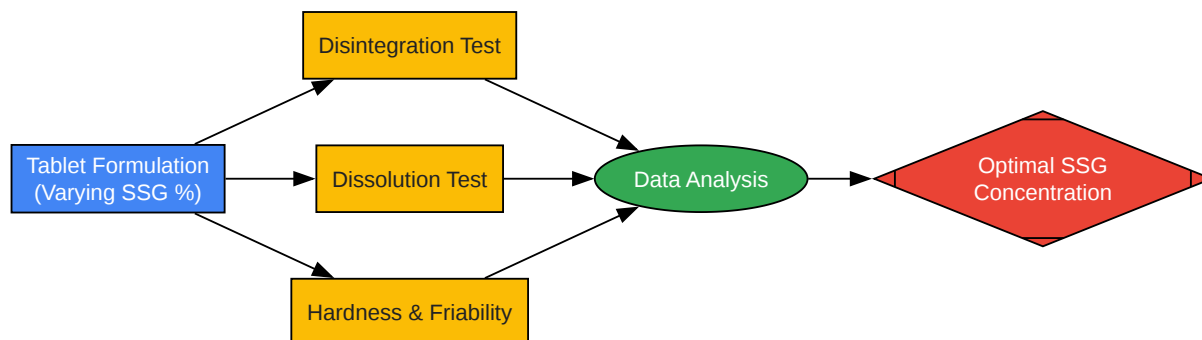 Disintegration Test
Tablet Formulation
(Varying SSG %)
Dissolution Test
Data Analysis
Optimal SSG
Concentration
Hardness & Friability